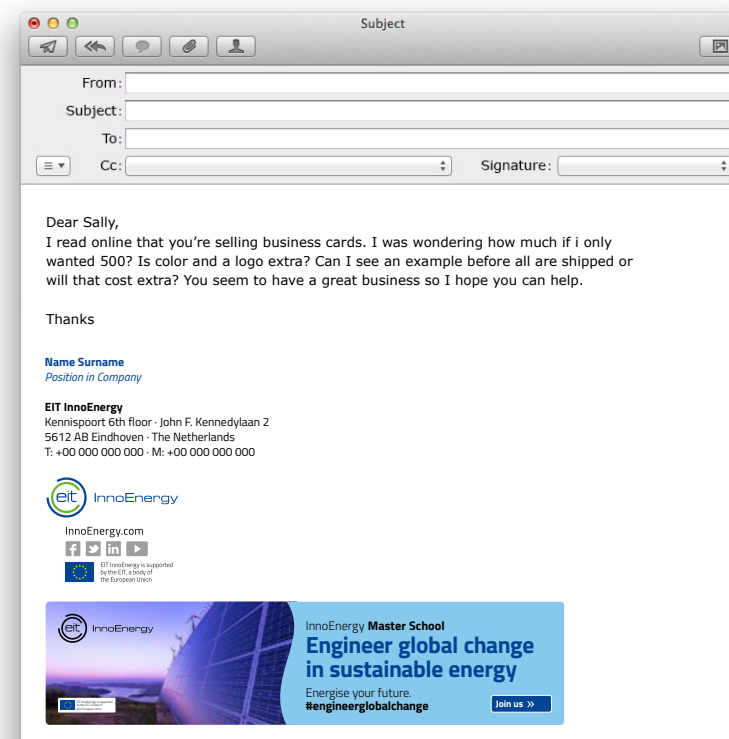 Subject
From:
Subject:
To:
Cc:
Signature:
Dear Sally,
I read online that you’re selling business cards. I was wondering how much if i only
wanted 500? Is color and a logo extra? Can I see an example before all are shipped or
will that cost extra? You seem to have a great business so I hope you can help.
Thanks
Name Surname
Position in Company
EIT InnoEnergy
Kennispoort 6th floor · John F. Kennedylaan 2
5612 AB Eindhoven · The Netherlands
T: +00 000 000 000 · M: +00 000 000 000
eit InnoEnergy
InnoEnergy.com
EIT InnoEnergy is supported
by the EIT, a body of
the European Union
eit InnoEnergy
InnoEnergy Master School
Engineer global change
in sustainable energy
Energise your future.
#engineerglobalchange
Join us »